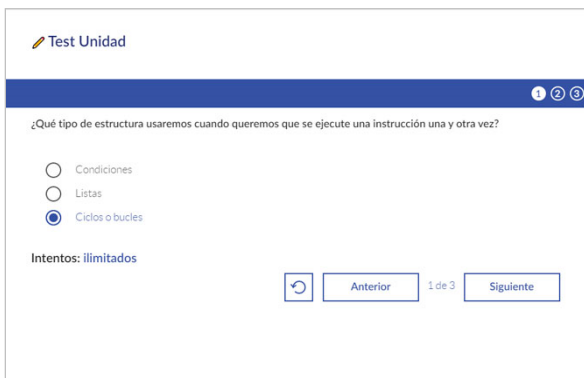 Test Unidad
1 2 3
¿Qué tipo de estructura usaremos cuando queremos que se ejecute una instrucción una y otra vez?
Condiciones
Listas
Ciclos o bucles
Intentos: ilimitados
Anterior 1 de 3 Siguiente